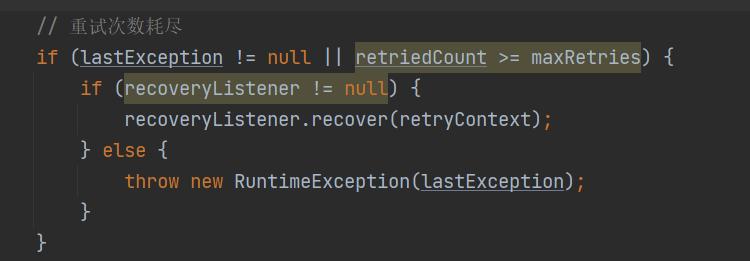 // 重试次数耗尽
if (lastException != null || retriedCount >= maxRetries) {
    if (recoveryListener != null) {
        recoveryListener.recover(retryContext);
    } else {
        throw new RuntimeException(lastException);
    }
}